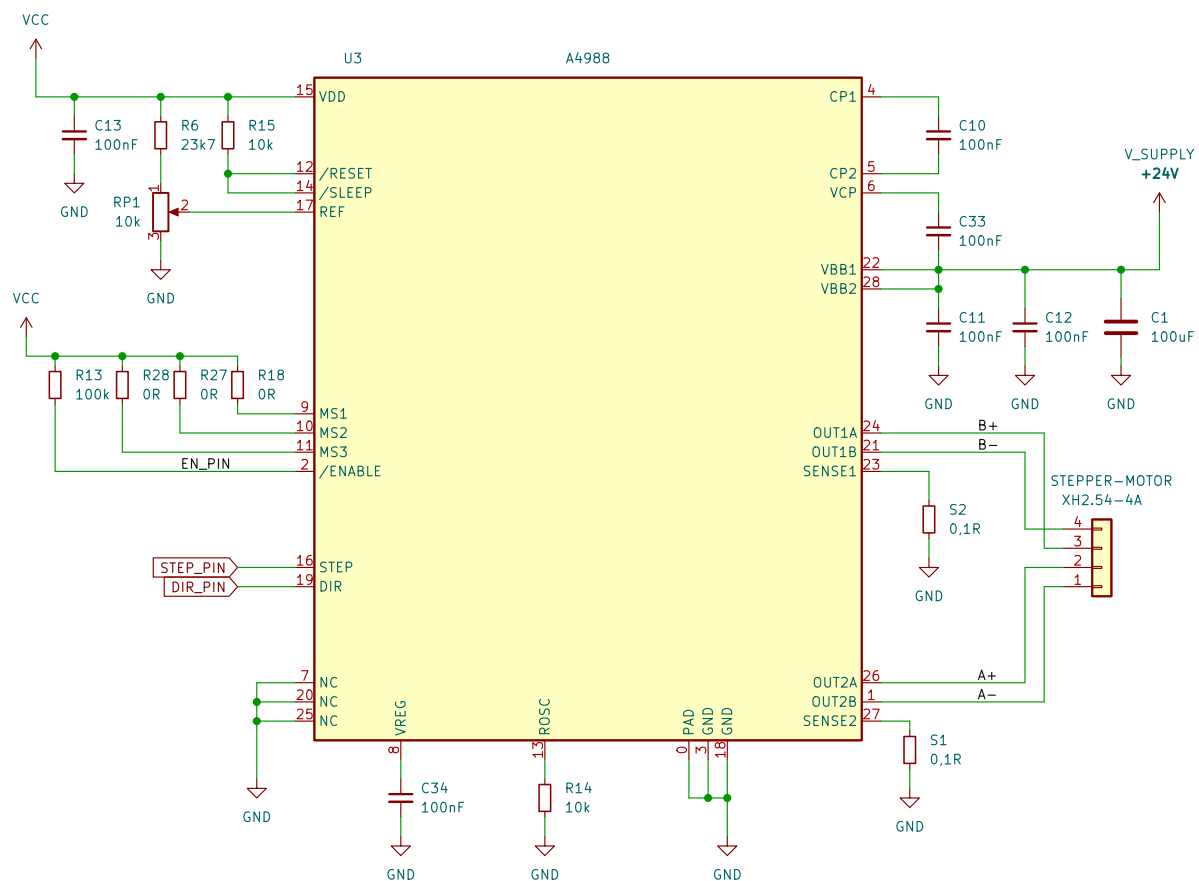 VCC
U3
A4988
15
VDD
C13
100nF
R6
23k7
R15
10k
12
/RESET
14
/SLEEP
17
REF
GND
RP1
10k
1
2
3
GND
VCC
R13
100k
R28
0R
R27
0R
R18
0R
9
MS1
10
MS2
11
MS3
EN_PIN
2
/ENABLE
STEP_PIN
16
STEP
DIR_PIN
19
DIR
7
NC
20
NC
25
NC
GND
VREG
8
C34
100nF
GND
ROSC
13
R14
10k
GND
PAD
GND
GND
0
3
18
GND
CP1
4
C10
100nF
CP2
5
VCP
6
C33
100nF
V_SUPPLY
+24V
VBB1
22
VBB2
28
C11
100nF
C12
100nF
C1
100uF
GND
GND
GND
OUT1A
24
B+
OUT1B
21
B-
SENSE1
23
S2
0,1R
GND
STEPPER-MOTOR
XH2.54-4A
4
3
2
1
OUT2A
26
A+
OUT2B
1
A-
SENSE2
27
S1
0,1R
GND